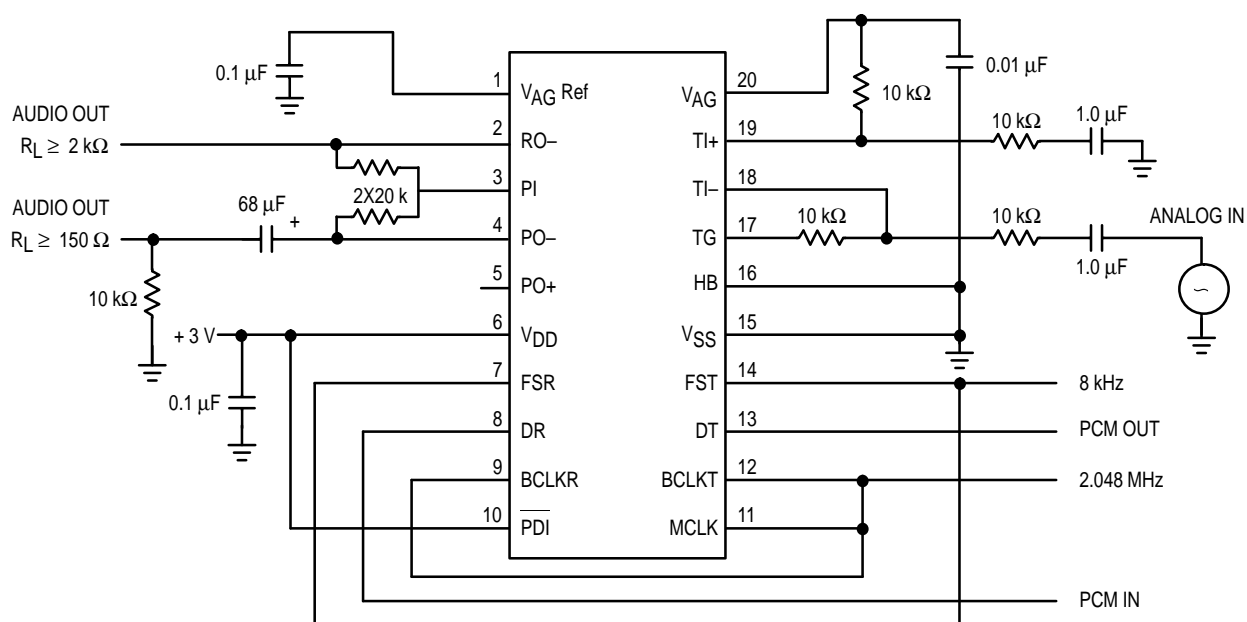 0.1 µF
1
VAG Ref
20
VAG
10 kΩ
0.01 µF
AUDIO OUT
RL ≥ 2 kΩ
2
RO–
19
TI+
10 kΩ
1.0 µF
3
PI
2X20 k
18
TI–
AUDIO OUT
RL ≥ 150 Ω
68 µF
+
4
PO–
17
TG
10 kΩ
10 kΩ
1.0 µF
ANALOG IN
~
10 kΩ
5
PO+
16
HB
+ 3 V
6
VDD
15
VSS
0.1 µF
7
FSR
14
FST
8 kHz
8
DR
13
DT
PCM OUT
9
BCLKR
12
BCLKT
2.048 MHz
10
PDI
11
MCLK
PCM IN